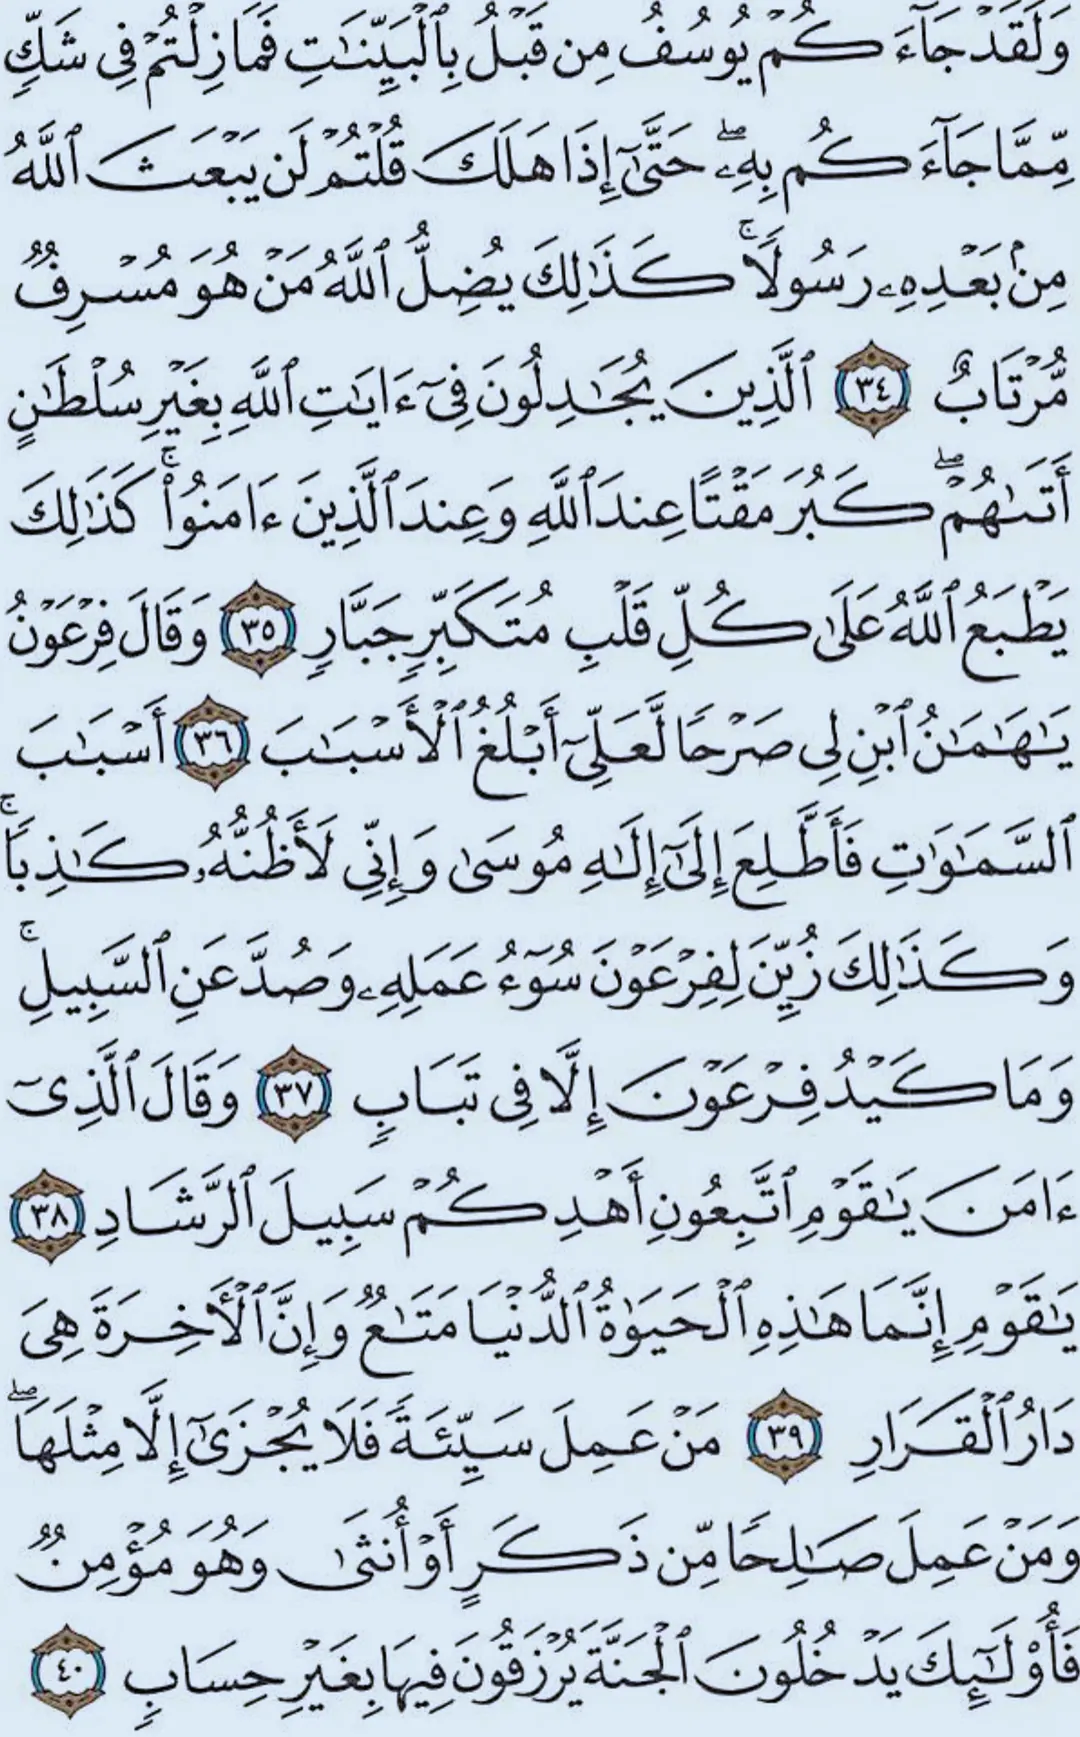 وَلَقَدْ جَآءَكُمْ يُوسُفُ مِن قَبْلُ بِٱلْبَيِّنَٰتِ فَمَا زِلْتُمْ فِى شَكٍّ
مِّمَّا جَآءَكُم بِهِۦۖ حَتَّىٰٓ إِذَا هَلَكَ قُلْتُمْ لَن يَبْعَثَ ٱللَّهُ
مِنۢ بَعْدِهِۦ رَسُولًاۚ كَذَٰلِكَ يُضِلُّ ٱللَّهُ مَنْ هُوَ مُسْرِفٌ
مُّرْتَابٌ ٣٤ ٱلَّذِينَ يُجَٰدِلُونَ فِىٓ ءَايَٰتِ ٱللَّهِ بِغَيْرِ سُلْطَٰنٍ
أَتَىٰهُمْۖ كَبُرَ مَقْتًا عِندَ ٱللَّهِ وَعِندَ ٱلَّذِينَ ءَامَنُوا۟ۚ كَذَٰلِكَ
يَطْبَعُ ٱللَّهُ عَلَىٰ كُلِّ قَلْبِ مُتَكَبِّرٍ جَبَّارٍ ٣٥ وَقَالَ فِرْعَوْنُ
يَٰهَٰمَٰنُ ٱبْنِ لِى صَرْحًا لَّعَلِّىٓ أَبْلُغُ ٱلْأَسْبَٰبَ ٣٦ أَسْبَٰبَ
ٱلسَّمَٰوَٰتِ فَأَطَّلِعَ إِلَىٰٓ إِلَٰهِ مُوسَىٰ وَإِنِّى لَأَظُنُّهُۥ كَٰذِبًاۚ
وَكَذَٰلِكَ زُيِّنَ لِفِرْعَوْنَ سُوٓءُ عَمَلِهِۦ وَصُدَّ عَنِ ٱلسَّبِيلِۚ
وَمَا كَيْدُ فِرْعَوْنَ إِلَّا فِى تَبَابٍ ٣٧ وَقَالَ ٱلَّذِىٓ
ءَامَنَ يَٰقَوْمِ ٱتَّبِعُونِ أَهْدِكُمْ سَبِيلَ ٱلرَّشَادِ ٣٨
يَٰقَوْمِ إِنَّمَا هَٰذِهِ ٱلْحَيَوٰةُ ٱلدُّنْيَا مَتَٰعٌ وَإِنَّ ٱلْأَخِرَةَ هِىَ
دَارُ ٱلْقَرَارِ ٣٩ مَنْ عَمِلَ سَيِّئَةً فَلَا يُجْزَىٰٓ إِلَّا مِثْلَهَاۖ
وَمَنْ عَمِلَ صَٰلِحًا مِّن ذَكَرٍ أَوْ أُنثَىٰ وَهُوَ مُؤْمِنٌ
فَأُو۟لَٰٓئِكَ يَدْخُلُونَ ٱلْجَنَّةَ يُرْزَقُونَ فِيهَا بِغَيْرِ حِسَابٍ ٤٠